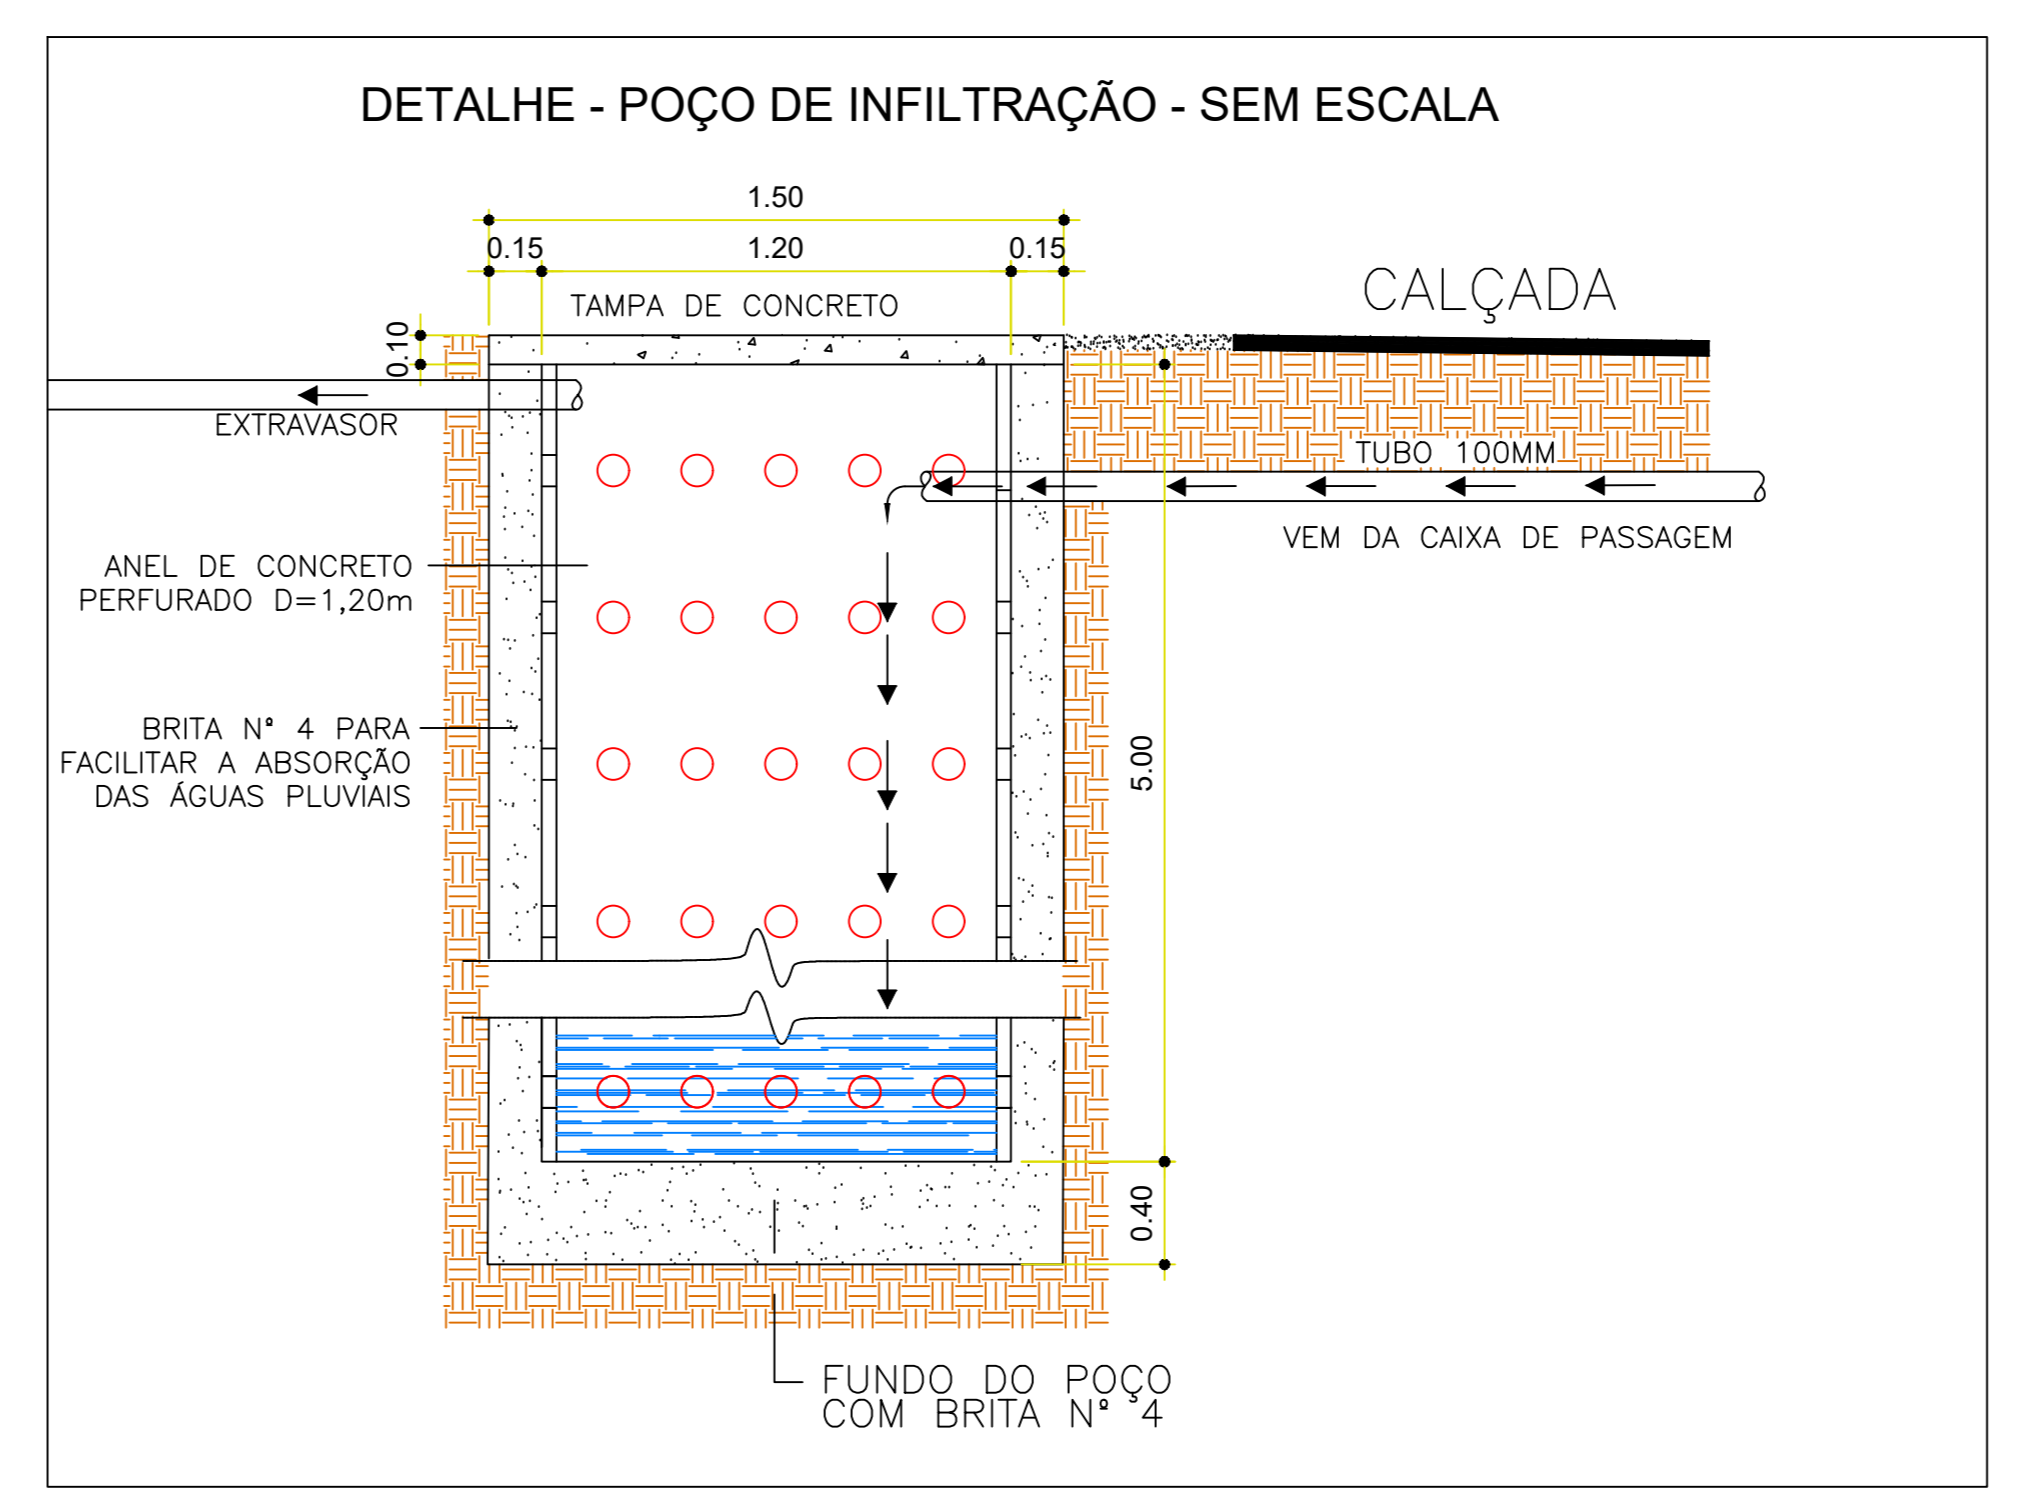 DETALHE - POÇO DE INFILTRAÇÃO - SEM ESCALA
1.50
0.15
1.20
0.15
TAMPA DE CONCRETO
CALÇADA
0.10
EXTRAVASOR
TUBO 100MM
VEM DA CAIXA DE PASSAGEM
ANEL DE CONCRETO
PERFURADO D=1,20m
BRITA Nº 4 PARA
FACILITAR A ABSORÇÃO
DAS ÁGUAS PLUVIAIS
5.00
0.40
FUNDO DO POÇO
COM BRITA Nº 4